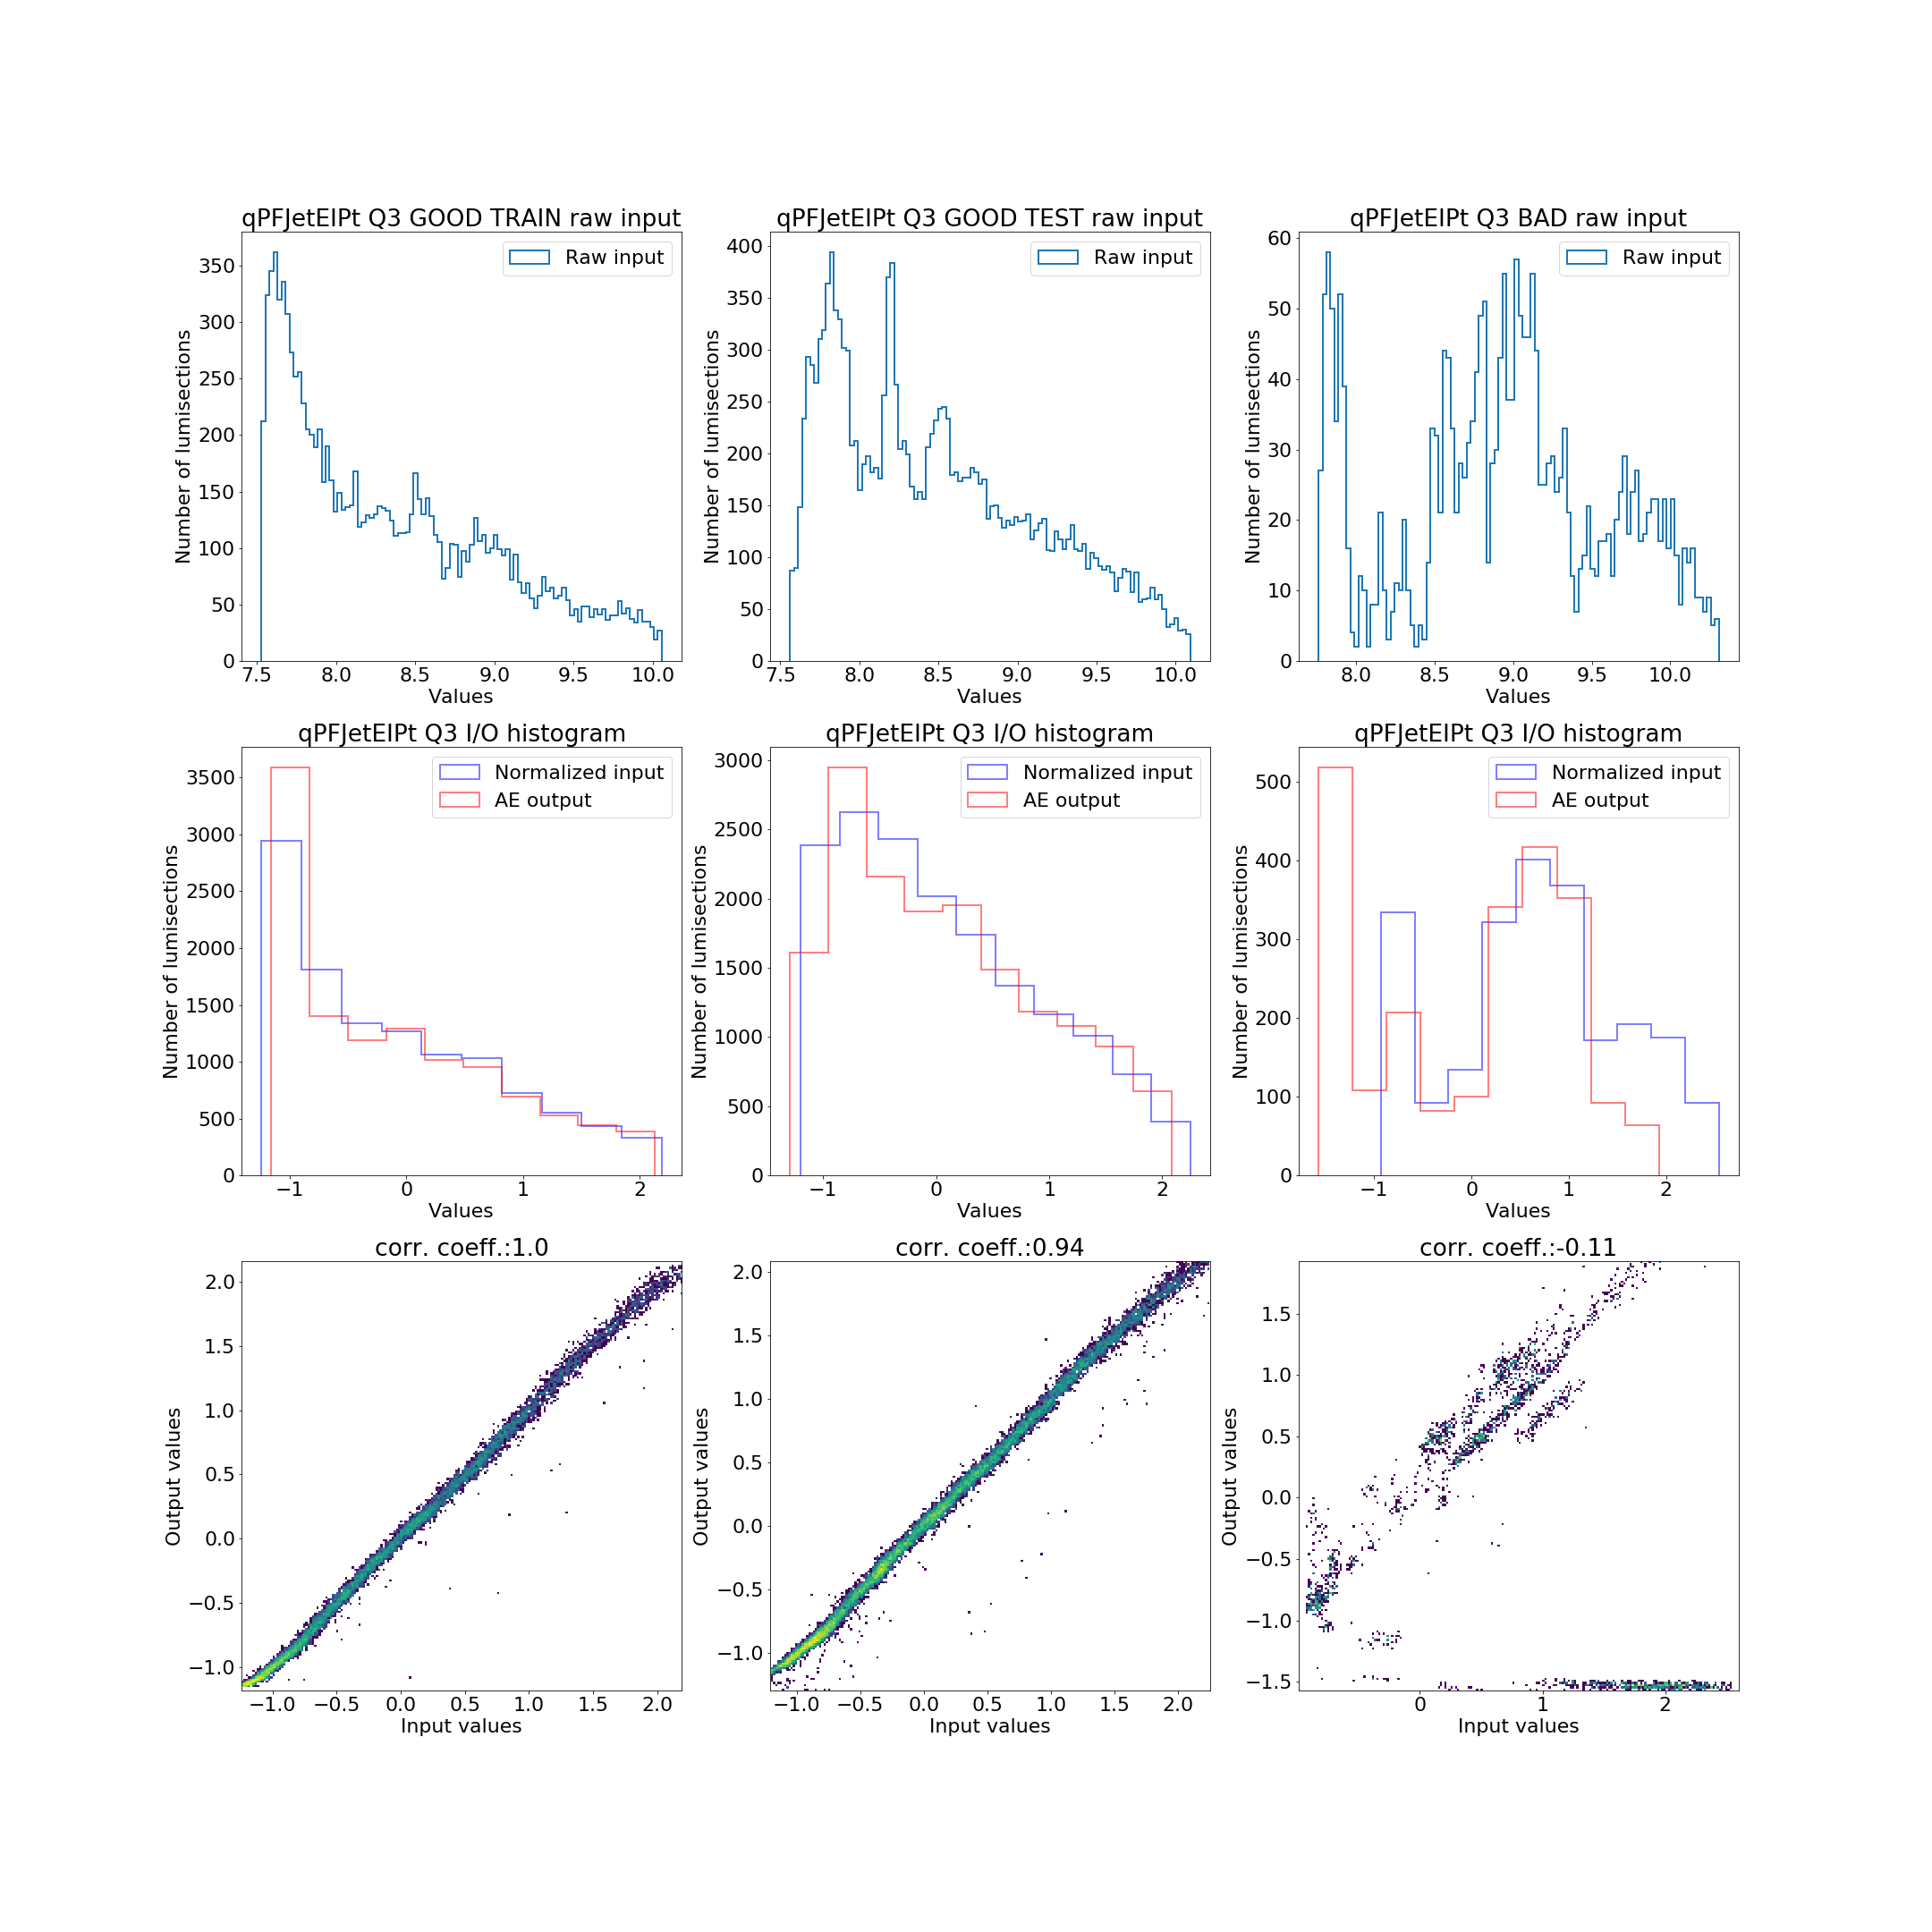 qPFJetEIPt Q3 GOOD TRAIN raw input
Raw input
350
300
250
200
150
100
50
0
Number of lumisections
7.5 8.0 8.5 9.0 9.5 10.0
Values
qPFJetEIPt Q3 GOOD TEST raw input
Raw input
400
350
300
250
200
150
100
50
0
Number of lumisections
7.5 8.0 8.5 9.0 9.5 10.0
Values
qPFJetEIPt Q3 BAD raw input
Raw input
60
50
40
30
20
10
0
Number of lumisections
8.0 8.5 9.0 9.5 10.0
Values
qPFJetEIPt Q3 I/O histogram
Normalized input
AE output
3500
3000
2500
2000
1500
1000
500
0
Number of lumisections
−1 0 1 2
Values
qPFJetEIPt Q3 I/O histogram
Normalized input
AE output
3000
2500
2000
1500
1000
500
0
Number of lumisections
−1 0 1 2
Values
qPFJetEIPt Q3 I/O histogram
Normalized input
AE output
500
400
300
200
100
0
Number of lumisections
−1 0 1 2
Values
corr. coeff.:1.0
2.0
1.5
1.0
0.5
0.0
−0.5
−1.0
Output values
−1.0 −0.5 0.0 0.5 1.0 1.5 2.0
Input values
corr. coeff.:0.94
2.0
1.5
1.0
0.5
0.0
−0.5
−1.0
Output values
−1.0 −0.5 0.0 0.5 1.0 1.5 2.0
Input values
corr. coeff.:-0.11
1.5
1.0
0.5
0.0
−0.5
−1.0
−1.5
Output values
0 1 2
Input values